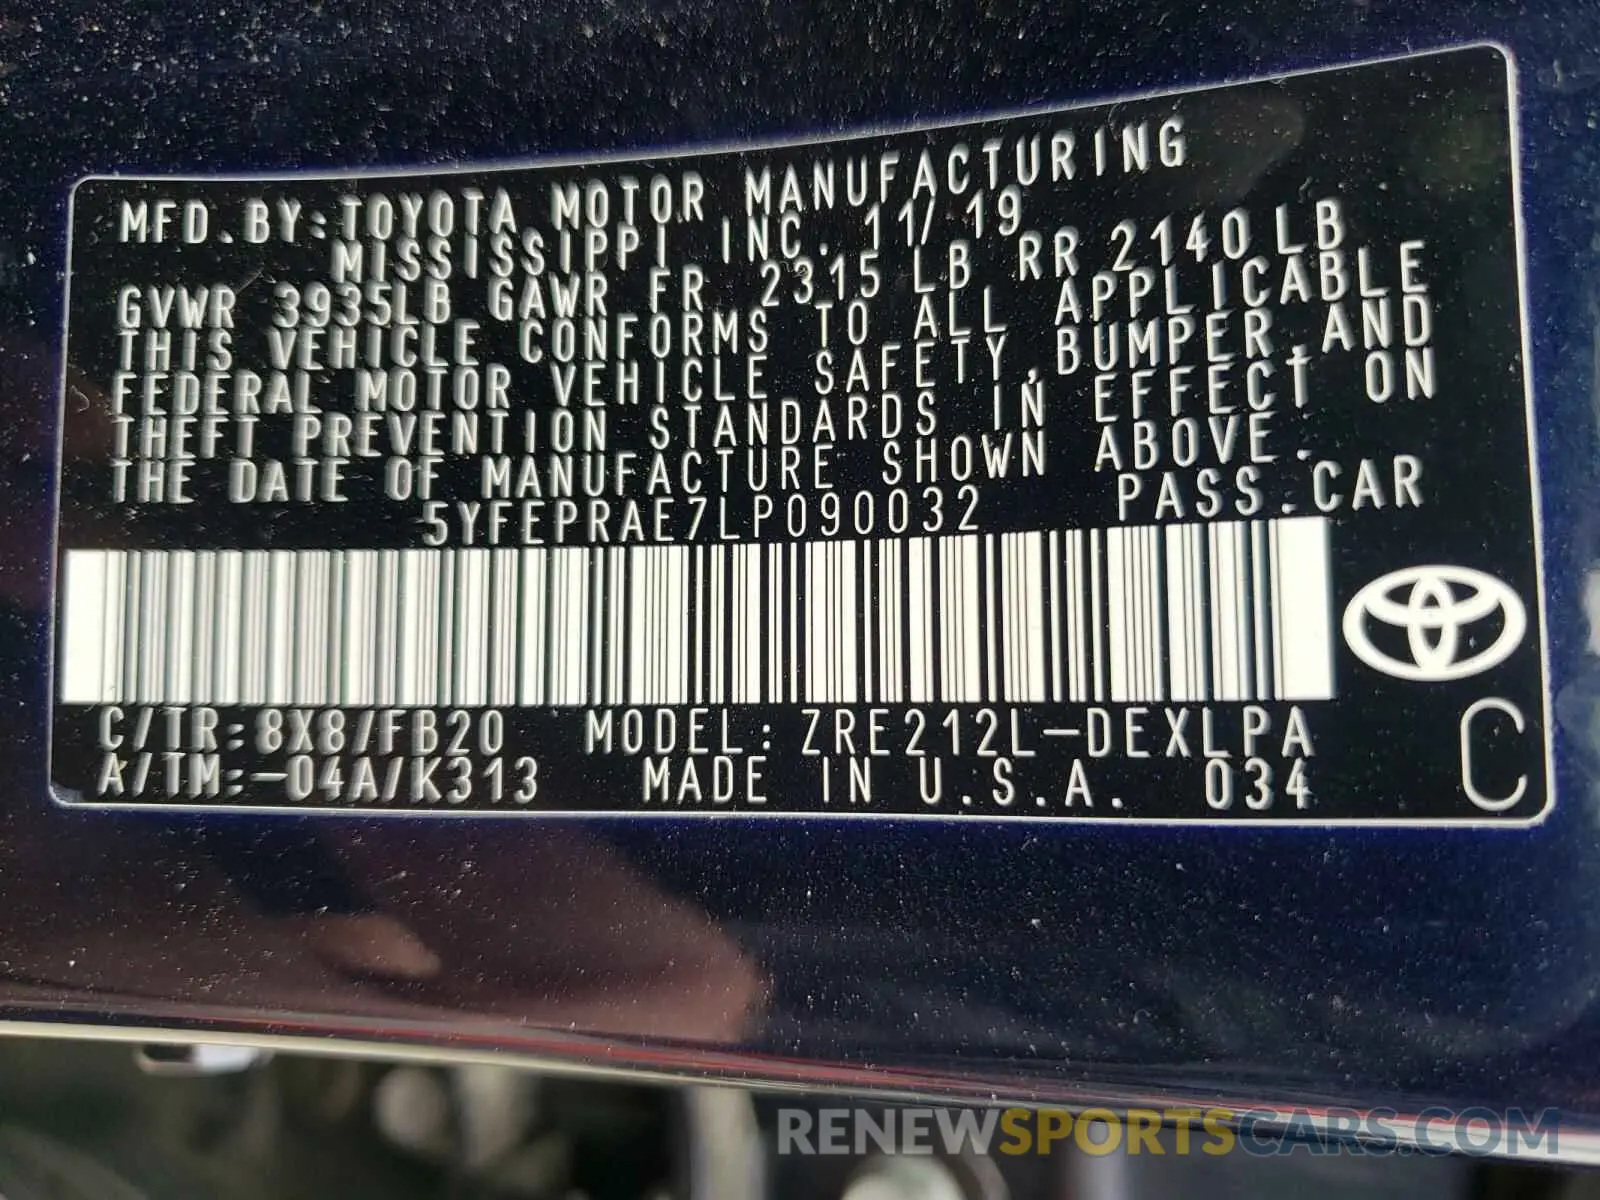 MFD.BY:TOYOTA MOTOR MANUFACTURING
MISSISSIPPI INC. 11/19
GVWR 3935LB GAWR FR 2315 LB RR 2140LB
THIS VEHICLE CONFORMS TO ALL APPLICABLE
FEDERAL MOTOR VEHICLE SAFETY,BUMPER,AND
THEFT PREVENTION STANDARDS IN EFFECT ON
THE DATE OF MANUFACTURE SHOWN ABOVE.
5YFEPRAE7LP090032 PASS.CAR
C/TR:8X8/FB20 MODEL:ZRE212L-DEXLPA
A/TM:-04A/K313 MADE IN U.S.A. 034
C
RENEWSPORTSCARS.COM